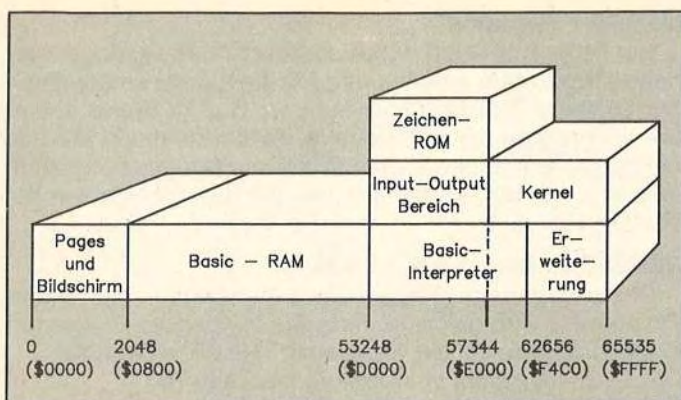 Zeichen-
ROM
Input-Output
Bereich
Kernel
Pages
und
Bildschirm
Basic - RAM
Basic-
Interpreter
Er-
weite-
rung
0
($0000)
2048
($0800)
53248
($D000)
57344
($E000)
62656
($F4C0)
65535
($FFFF)